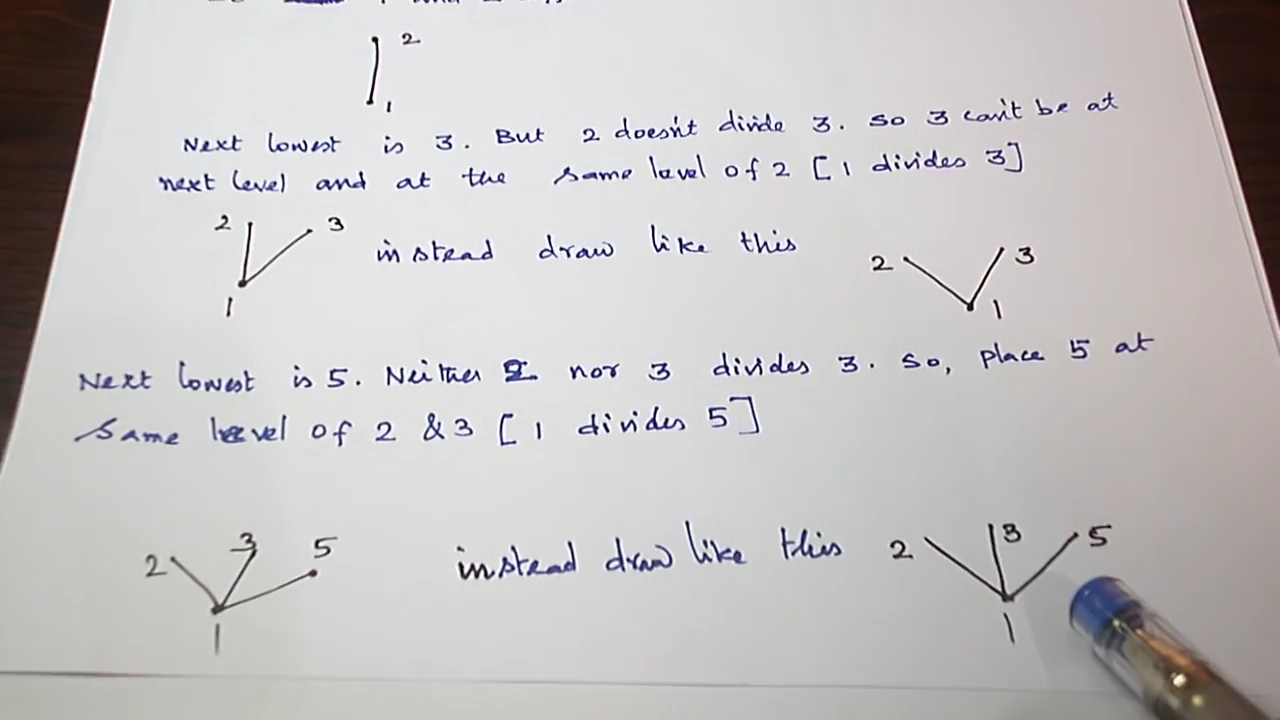 2
1
Next lowest is 3. But 2 doesn't divide 3. So 3 can't be at
next level and at the same level of 2 [1 divides 3]
2 3 instead draw like this 2 3
1 1
Next lowest is 5. Neither 2 nor 3 divides 3. So, place 5 at
same level of 2 & 3 [1 divides 5]
2 3 5 instead draw like this 2 3 5
1 1